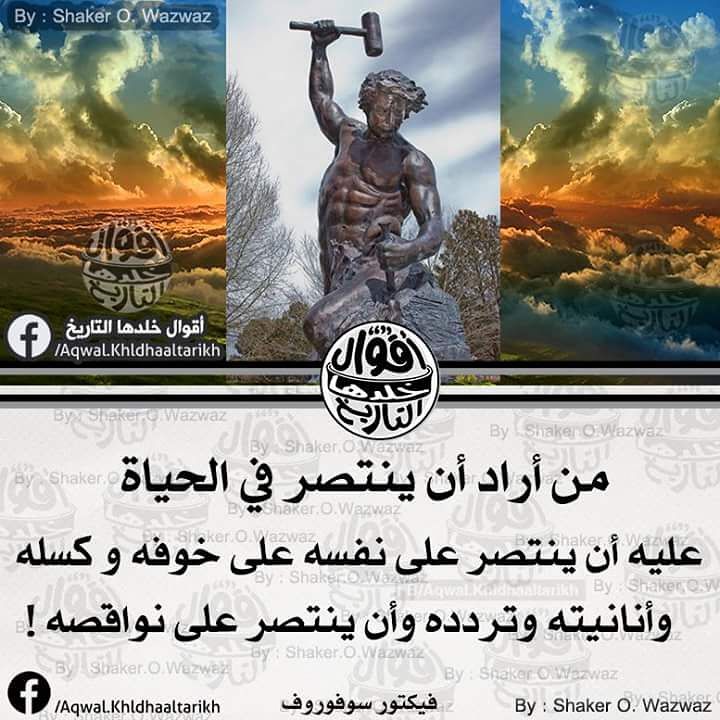 By : Shaker O. Wazwaz
أقوال خلدها التاريخ
/Aqwal.Khldhaaltarikh
أقوال
خلدها
التاريخ
من أراد أن ينتصر في الحياة
عليه أن ينتصر على نفسه على خوفه و كسله
وأنانيته وتردده وأن ينتصر على نواقصه !
/Aqwal.Khldhaaltarikh
فيكتور سوفوروف
By : Shaker O. Wazwaz